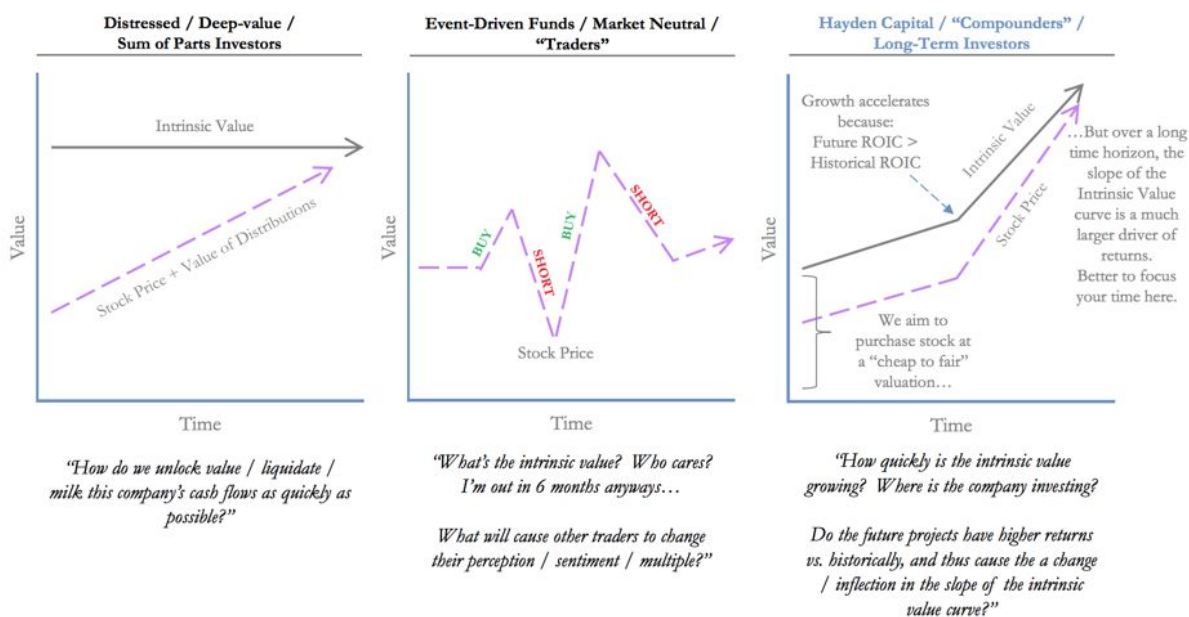 Distressed / Deep-value /
Sum of Parts Investors
Value
Intrinsic Value
Stock Price + Value of Distributions
Time
“How do we unlock value / liquidate /
milk this company’s cash flows as quickly as
possible?”
Event-Driven Funds / Market Neutral /
“Traders”
Value
BUY
SHORT
BUY
SHORT
Stock Price
Time
“What’s the intrinsic value? Who cares?
I’m out in 6 months anyways…
What will cause other traders to change
their perception / sentiment / multiple?”
Hayden Capital / “Compounders” /
Long-Term Investors
Value
Growth accelerates
because:
Future ROIC >
Historical ROIC
Intrinsic Value
Stock Price
…But over a long
time horizon, the
slope of the
Intrinsic Value
curve is a much
larger driver of
returns.
Better to focus
your time here.
We aim to
purchase stock at
a “cheap to fair”
valuation…
Time
“How quickly is the intrinsic value
growing? Where is the company investing?
Do the future projects have higher returns
vs. historically, and thus cause the a change
/ inflection in the slope of the intrinsic
value curve?”